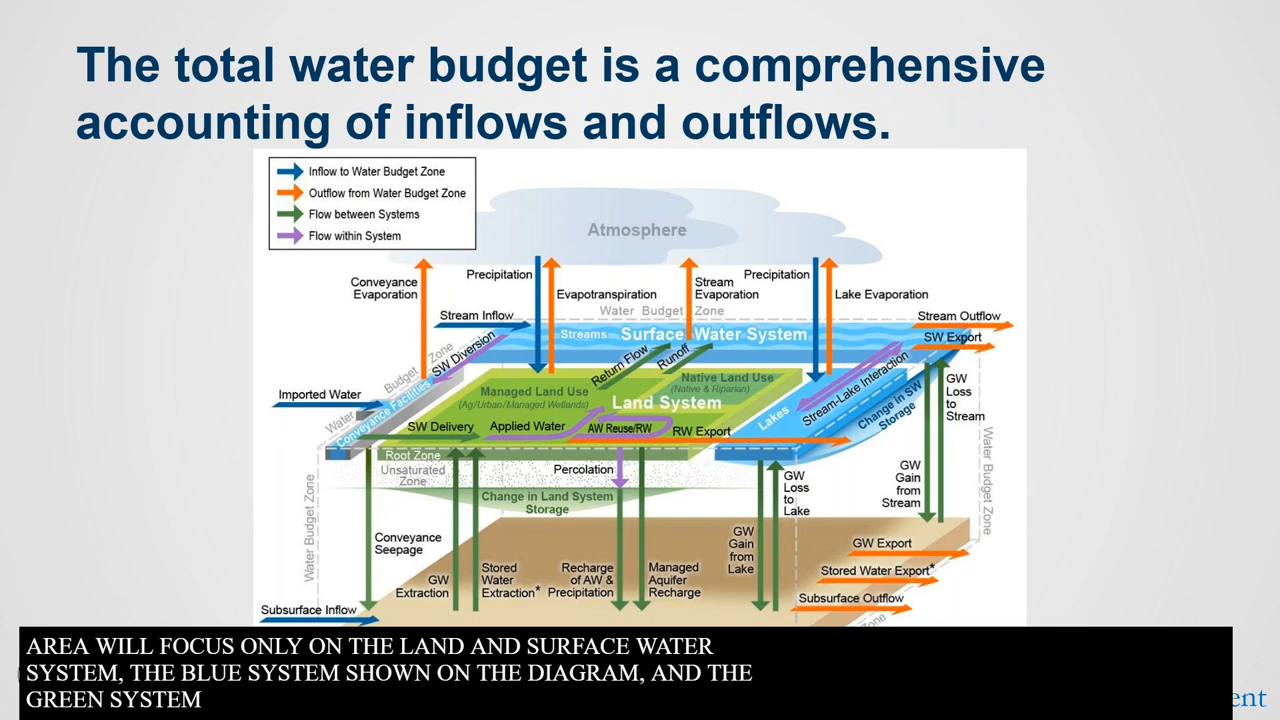 The total water budget is a comprehensive
accounting of inflows and outflows.
Inflow to Water Budget Zone
Outflow from Water Budget Zone
Flow between Systems
Flow within System
Atmosphere
Conveyance
Evaporation
Precipitation
Evapotranspiration
Stream
Evaporation
Precipitation
Lake Evaporation
Water Budget Zone
Stream Inflow
Stream Outflow
Streams
Surface Water System
SW Export
SW Diversion
Water Budget Zone
Imported Water
Conveyance Facilities
Return Flow
Runoff
Managed Land Use
(Ag/Urban/Managed Wetlands)
Native Land Use
(Native & Riparian)
Land System
Stream-Lake Interaction
Lakes
Change in SW
Storage
GW
Loss
to
Stream
SW Delivery
Applied Water
AW Reuse/RW
RW Export
Root Zone
Unsaturated
Zone
Percolation
Change in Land System
Storage
GW
Loss
to
Lake
GW
Gain
from
Stream
Water Budget Zone
Water Budget Zone
Conveyance
Seepage
GW
Extraction
Stored
Water
Extraction*
Recharge
of AW &
Precipitation
Managed
Aquifer
Recharge
GW
Gain
from
Lake
GW Export
Stored Water Export*
Subsurface Outflow
Subsurface Inflow
Zone
AREA WILL FOCUS ONLY ON THE LAND AND SURFACE WATER
SYSTEM, THE BLUE SYSTEM SHOWN ON THE DIAGRAM, AND THE
GREEN SYSTEM
ent